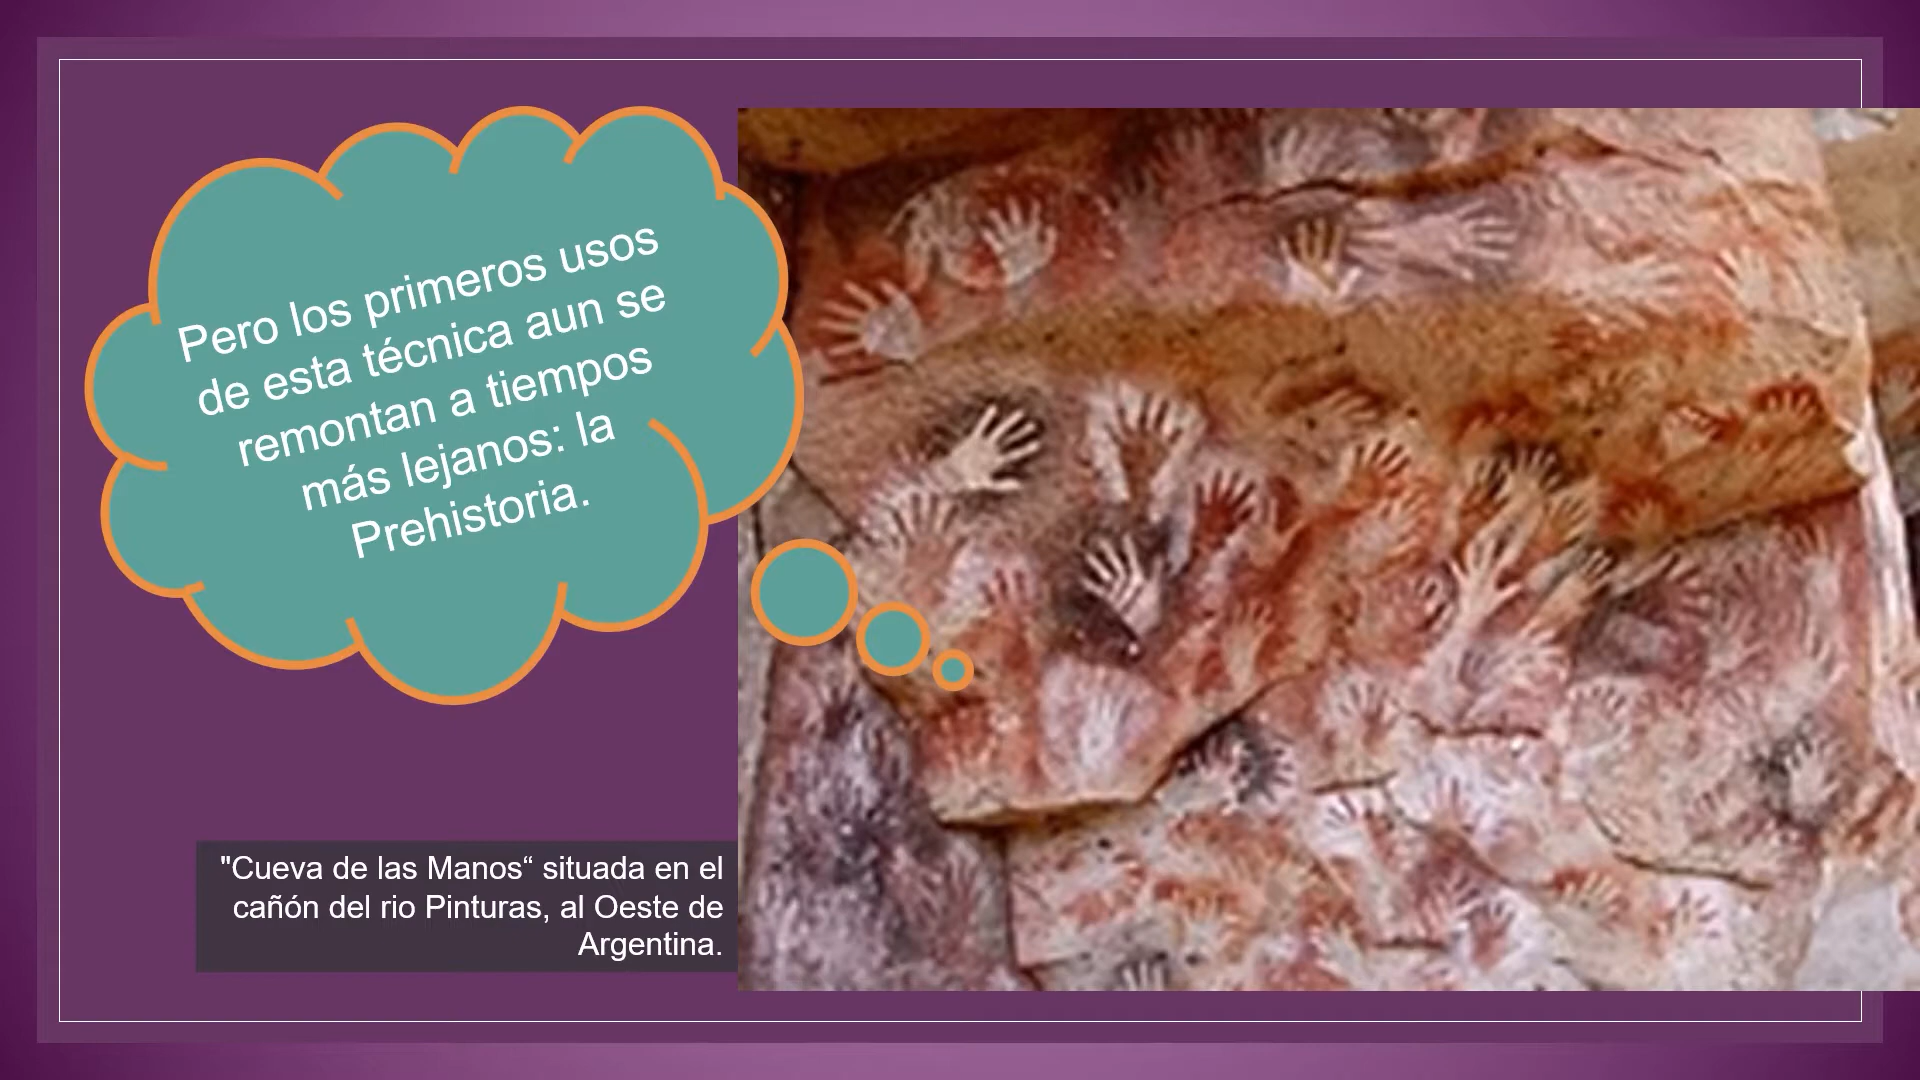 Pero los primeros usos
de esta técnica aun se
remontan a tiempos
más lejanos: la
Prehistoria.
"Cueva de las Manos“ situada en el
cañón del rio Pinturas, al Oeste de
Argentina.